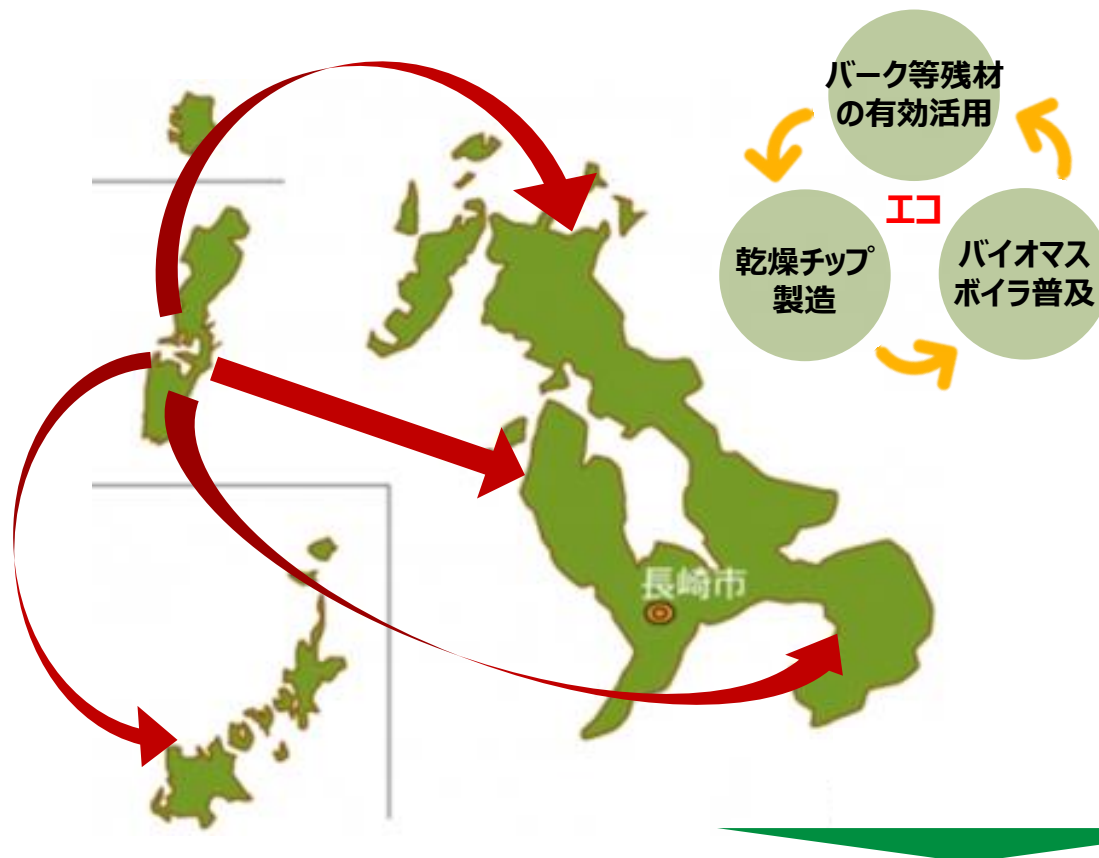 バーク等残材
の有効活用
エコ
乾燥チップ
製造
バイオマス
ボイラ普及
長崎市